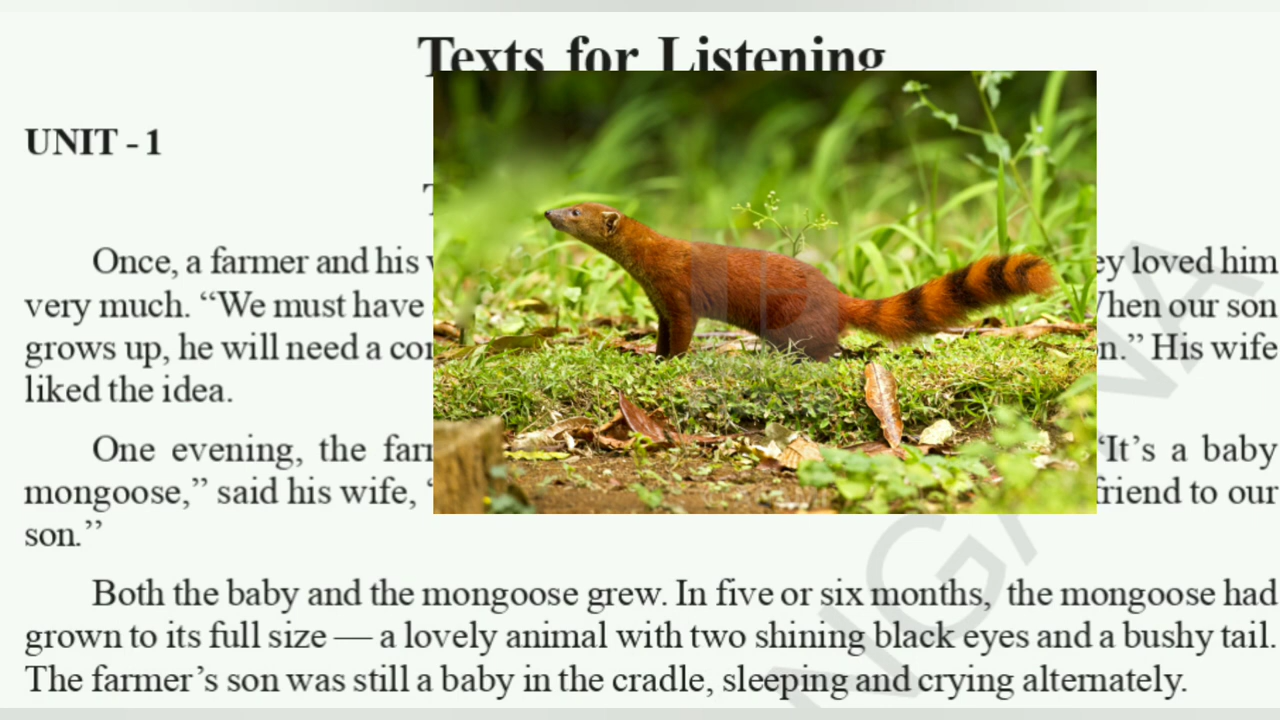 Texts for Listening
UNIT - 1
Once, a farmer and his loved him
very much. “We must have our son
grows up, he will need a His wife
liked the idea.
One evening, the “It’s a baby
mongoose,” said his wife, friend to our
son.”
Both the baby and the mongoose grew. In five or six months, the mongoose had
grown to its full size — a lovely animal with two shining black eyes and a bushy tail.
The farmer’s son was still a baby in the cradle, sleeping and crying alternately.